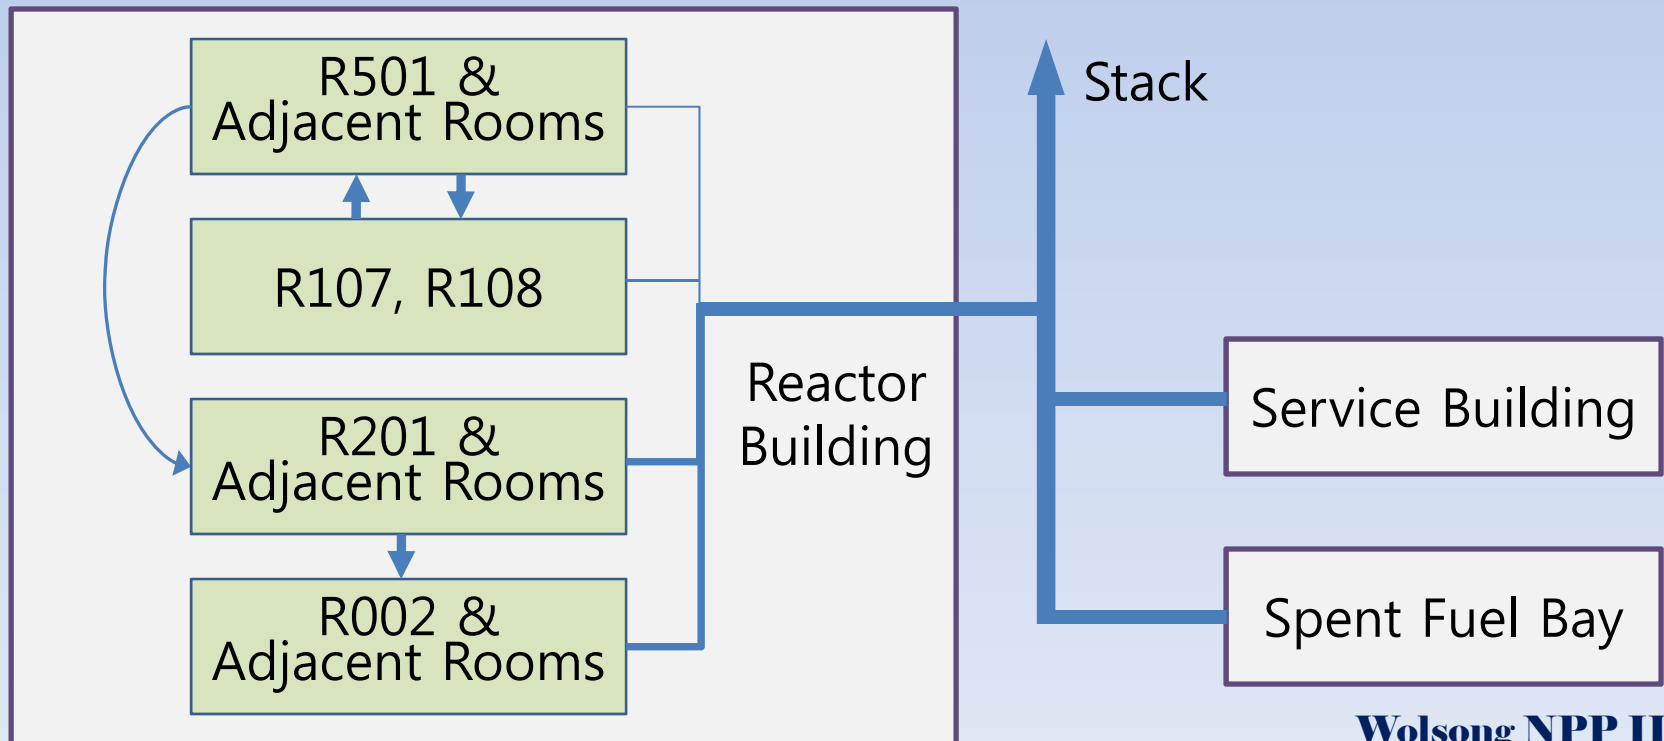 R501 &
Adjacent Rooms
R107, R108
R201 &
Adjacent Rooms
R002 &
Adjacent Rooms
Reactor
Building
Stack
Service Building
Spent Fuel Bay
Wolsong NPP II